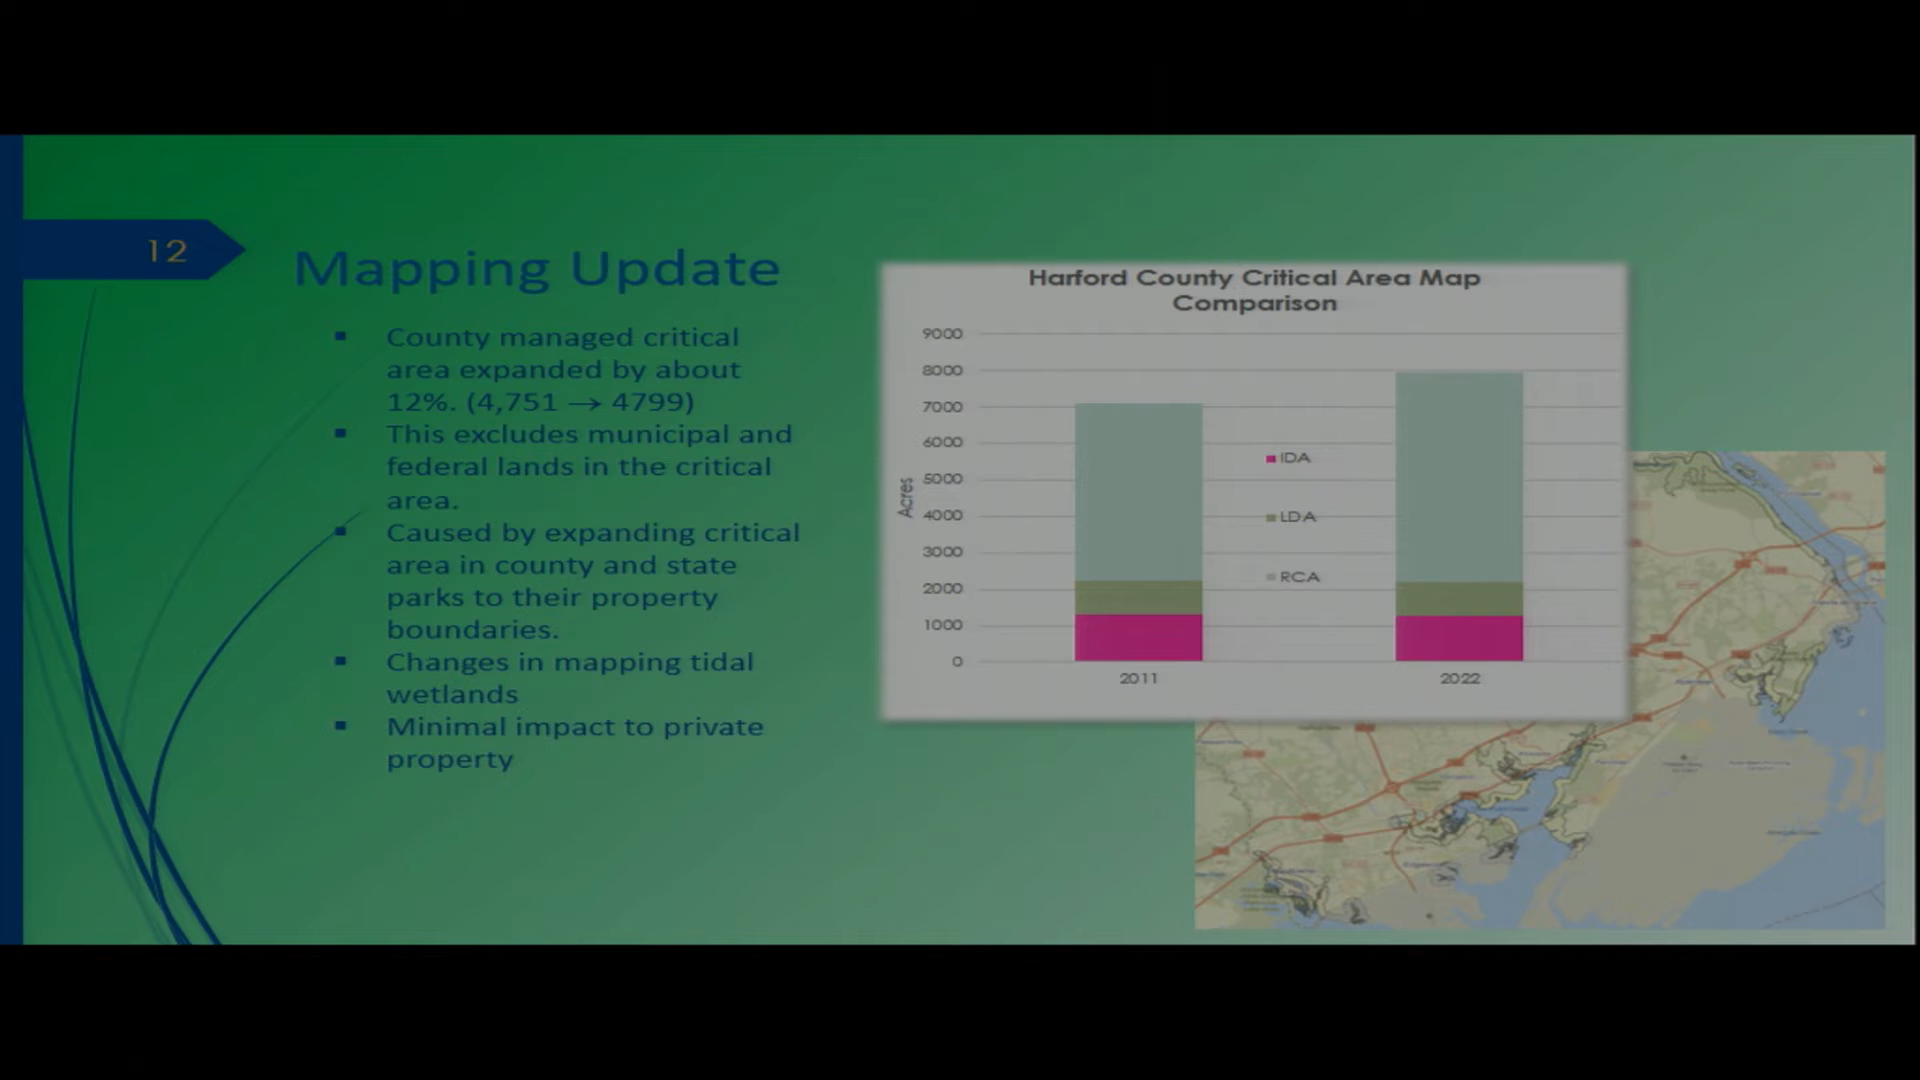 12
Mapping Update
County managed critical
area expanded by about
12%. (4,751 → 4799)
This excludes municipal and
federal lands in the critical
area.
Caused by expanding critical
area in county and state
parks to their property
boundaries.
Changes in mapping tidal
wetlands
Minimal impact to private
property
Harford County Critical Area Map
Comparison
9000
8000
7000
6000
5000
4000
3000
2000
1000
0
Acres
IDA
LDA
RCA
2011
2022